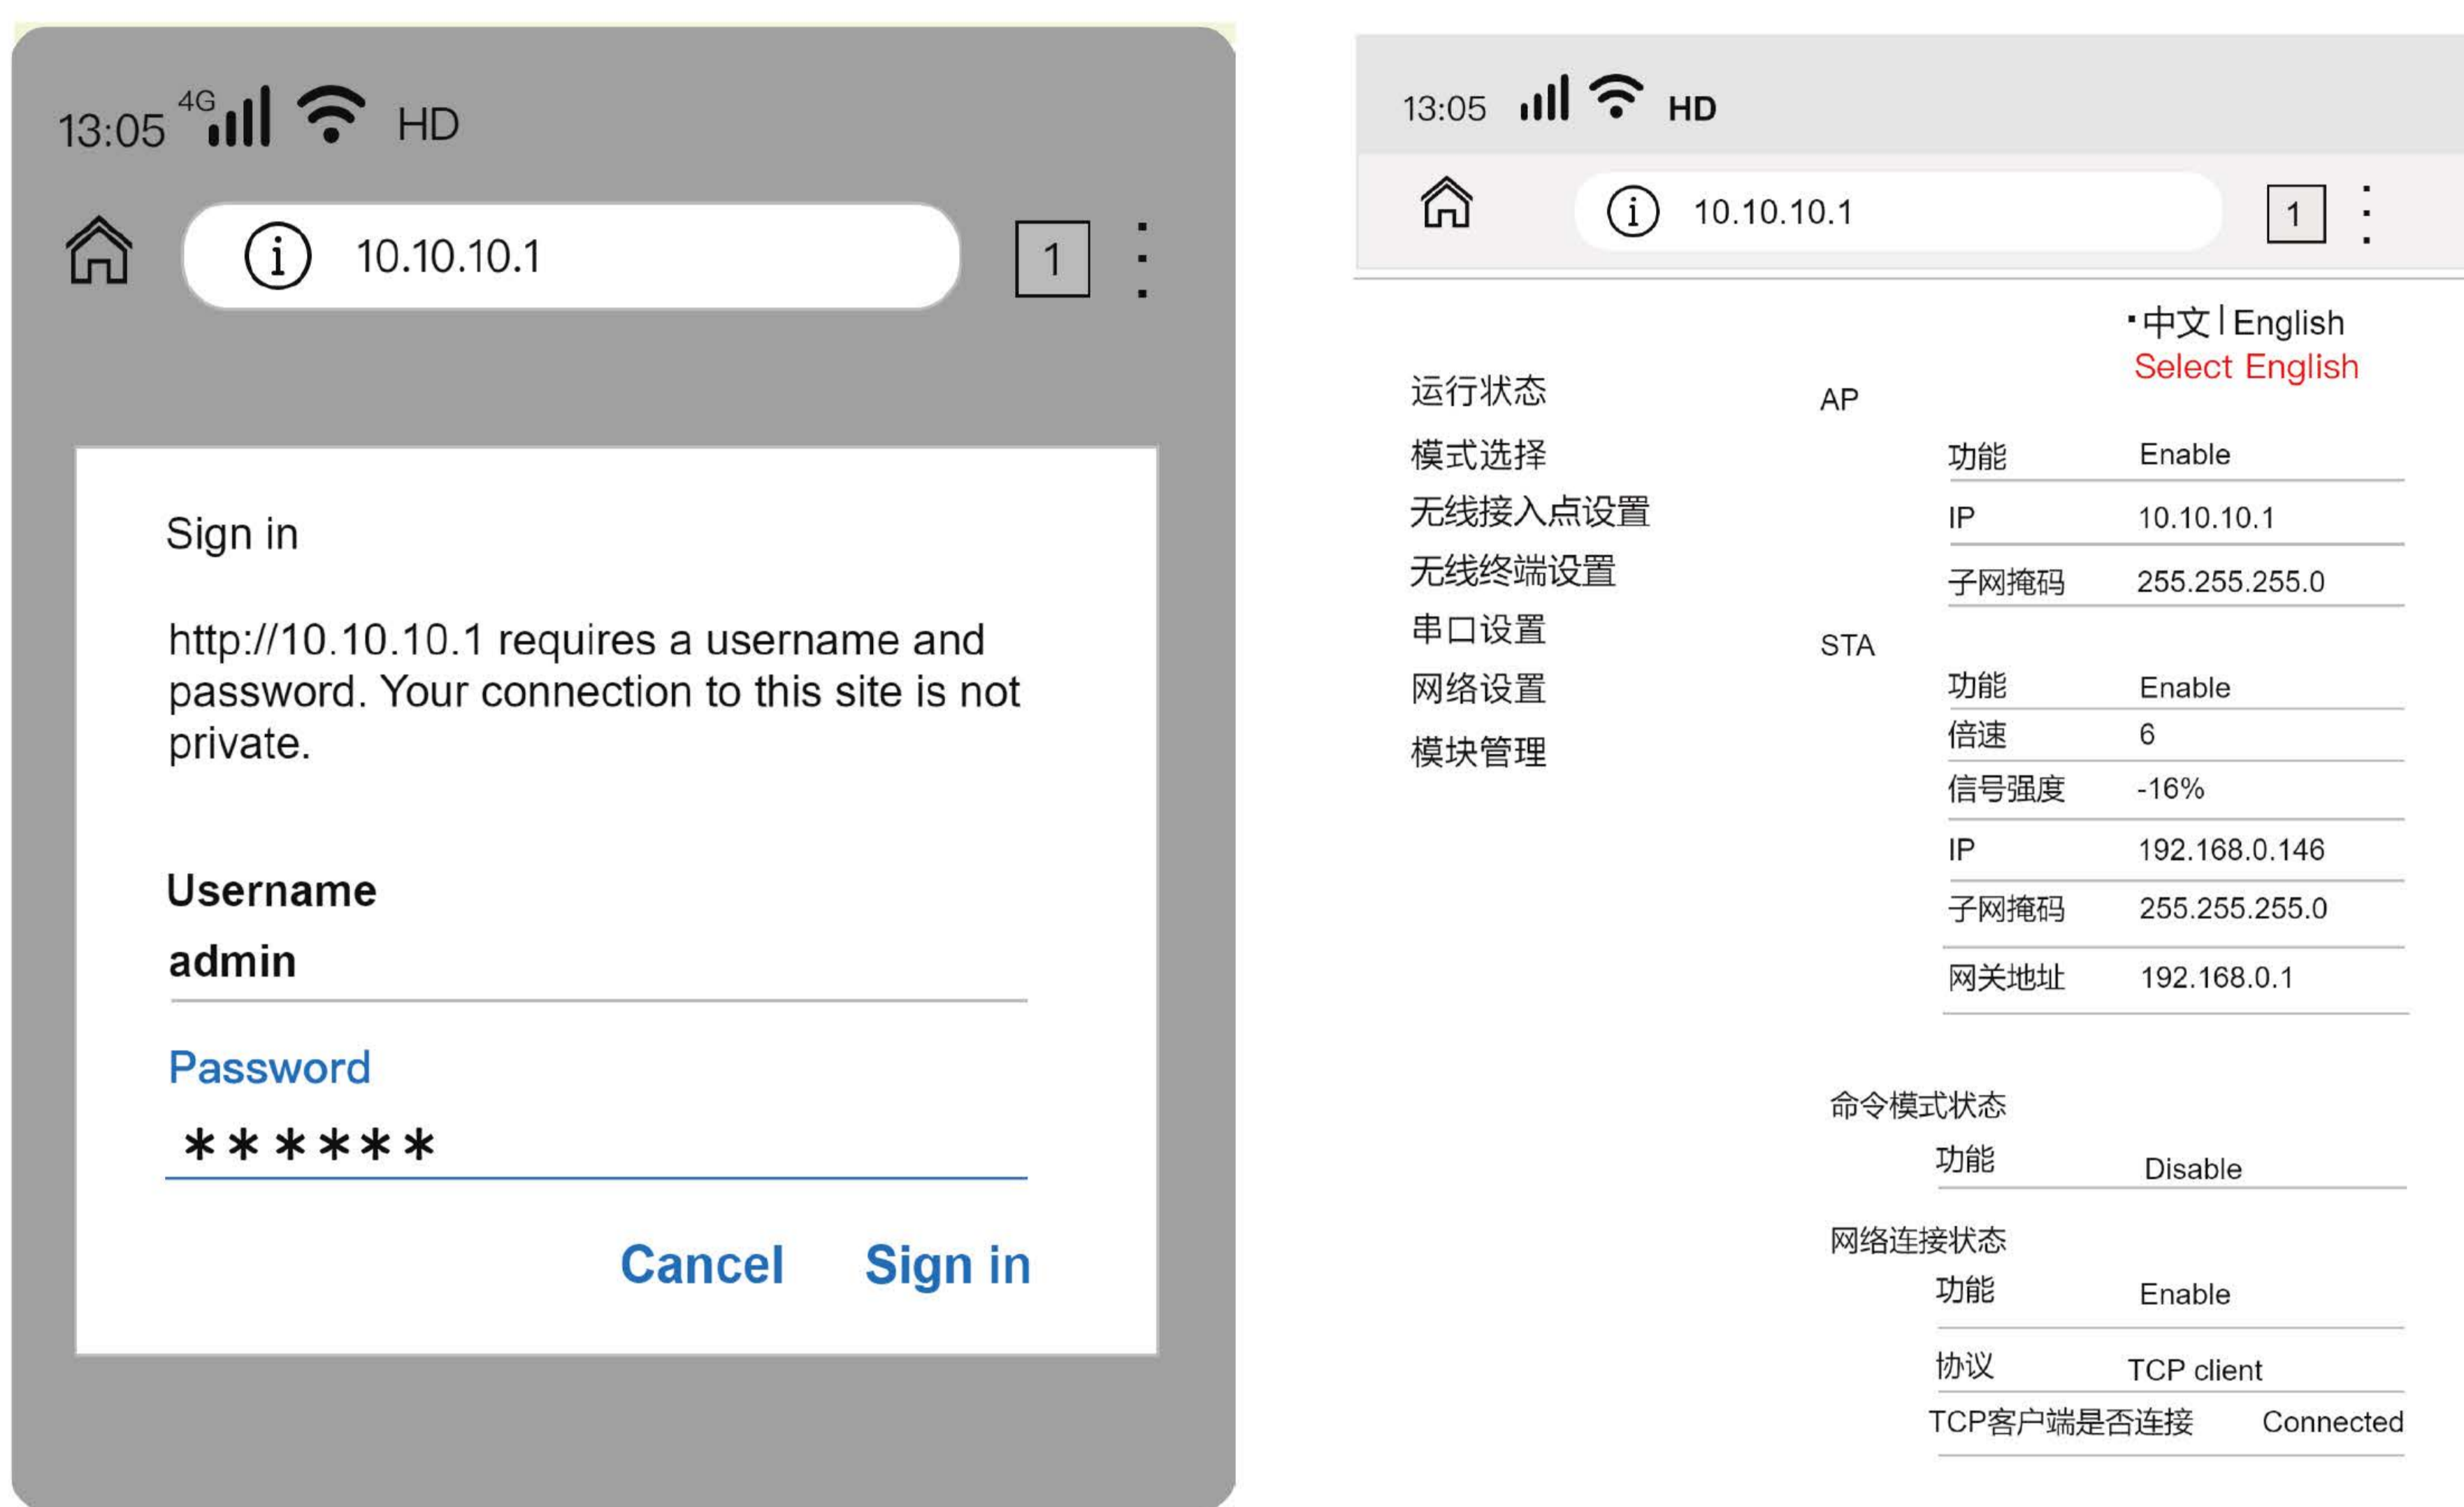 13:05 4G HD
10.10.10.1 1
Sign in
http://10.10.10.1 requires a username and
password. Your connection to this site is not
private.
Username
admin
Password
******
Cancel Sign in
13:05 HD
10.10.10.1 1
中文 | English
Select English
运行状态
模式选择
无线接入点设置
无线终端设置
串口设置
网络设置
模块管理
AP
功能 Enable
IP 10.10.10.1
子网掩码 255.255.255.0
STA
功能 Enable
倍速 6
信号强度 -16%
IP 192.168.0.146
子网掩码 255.255.255.0
网关地址 192.168.0.1
命令模式状态
功能 Disable
网络连接状态
功能 Enable
协议 TCP client
TCP客户端是否连接 Connected